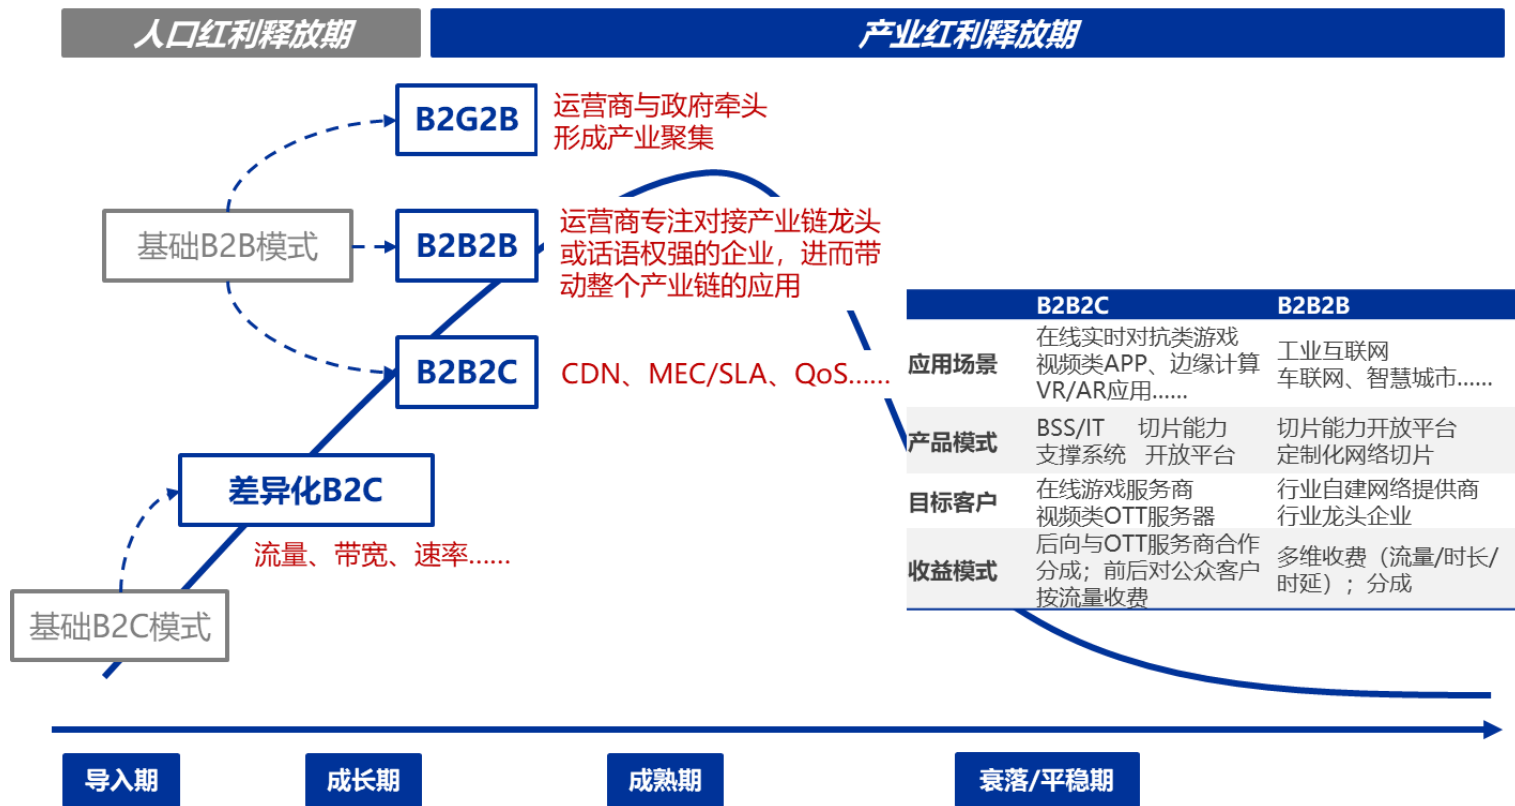 人口红利释放期
产业红利释放期
B2G2B
运营商与政府牵头
形成产业聚集
基础B2B模式
B2B2B
运营商专注对接产业链龙头
或话语权强的企业，进而带
动整个产业链的应用
B2B2C
CDN、MEC/SLA、QoS......
差异化B2C
流量、带宽、速率......
基础B2C模式
B2B2C
B2B2B
应用场景
在线实时对抗类游戏
视频类APP、边缘计算
VR/AR应用......
工业互联网
车联网、智慧城市......
产品模式
BSS/IT 切片能力
支撑系统 开放平台
切片能力开放平台
定制化网络切片
目标客户
在线游戏服务商
视频类OTT服务器
行业自建网络提供商
行业龙头企业
收益模式
后向与OTT服务商合作
分成；前后对公众客户
按流量收费
多维收费（流量/时长/
时延）；分成
导入期
成长期
成熟期
衰落/平稳期